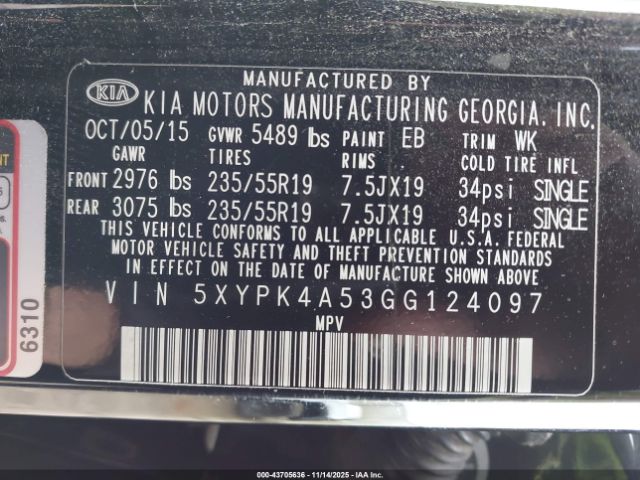 MANUFACTURED BY
KIA KIA MOTORS MANUFACTURING GEORGIA. INC.
OCT/05/15 GVWR 5489 lbs PAINT EB TRIM WK
GAWR TIRES RIMS COLD TIRE INFL
FRONT 2976 lbs 235/55R19 7.5JX19 34psi SINGLE
REAR 3075 lbs 235/55R19 7.5JX19 34psi SINGLE
THIS VEHICLE CONFORMS TO ALL APPLICABLE U.S.A. FEDERAL
MOTOR VEHICLE SAFETY AND THEFT PREVENTION STANDARDS
IN EFFECT ON THE DATE OF MANUFACTURE SHOWN ABOVE.
VIN 5XYPK4A53GG124097
MPV
6310
000-43705636 - 11/14/2025 - IAAI.COM